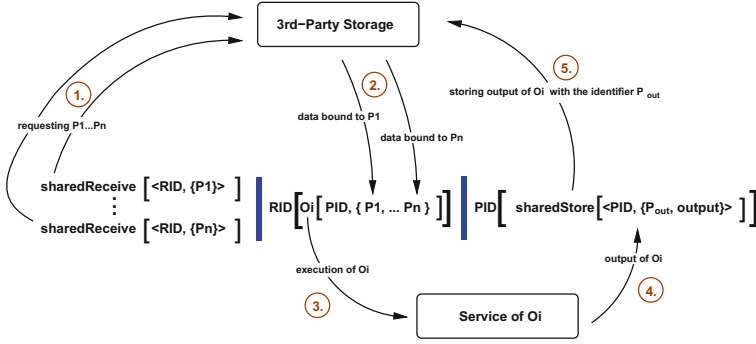 3rd-Party Storage
1.
2.
5.
requesting P1...Pn
storing output of Oi with the identifier P out
data bound to P1
data bound to Pn
sharedReceive [<RID, {P1}> ]
⋮
sharedReceive [<RID, {Pn}> ]
RID[Oi[ PID, { P1, ... Pn } ]]
PID[ sharedStore[<PID, {Pout, output}> ]]
execution of Oi
output of Oi
3.
4.
Service of Oi